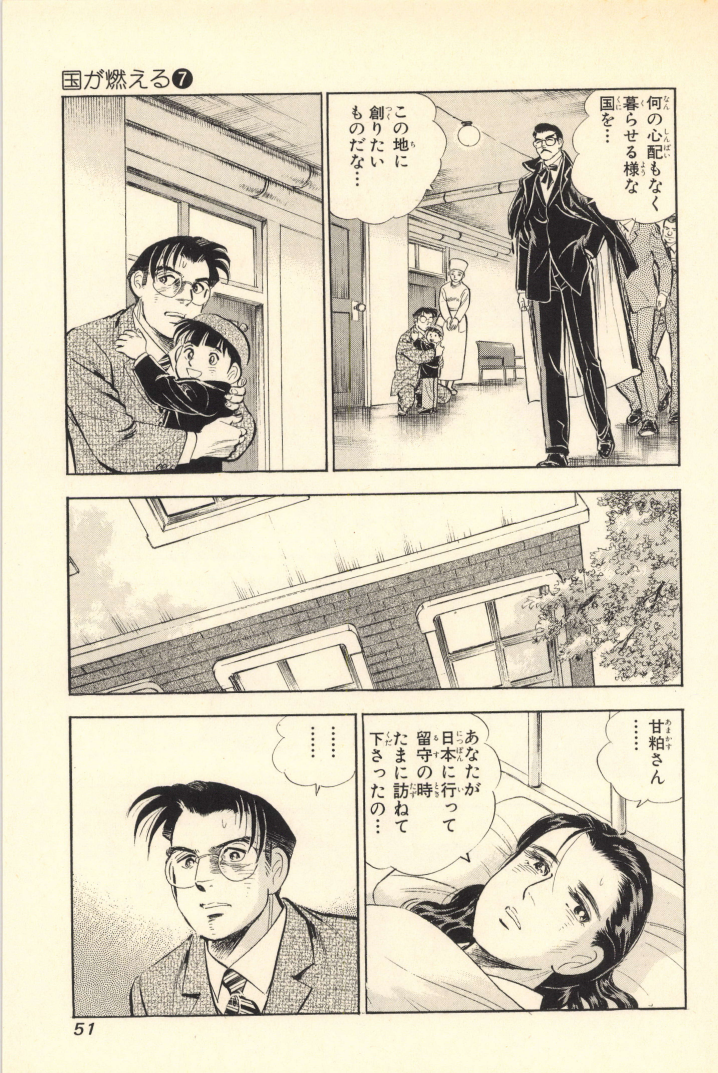 国が燃える❼
何の心配もなく
暮らせる様な
国を…
この地に
創りたい
ものだな…
甘粕さん
……
あなたが
日本に行って
留守の時
たまに訪ねて
下さったの…
……
……
51